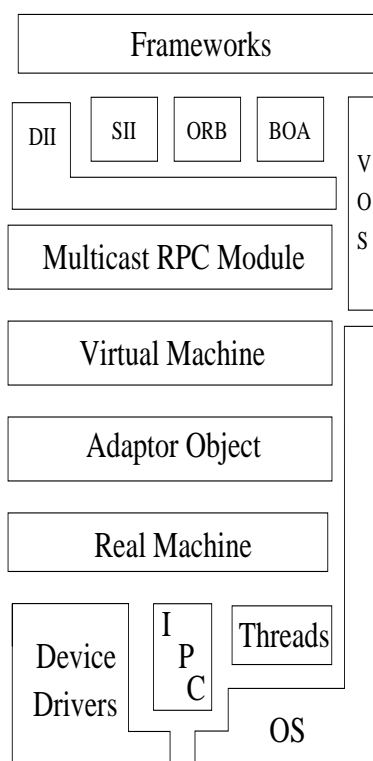 Frameworks
DII
SII
ORB
BOA
V
O
S
Multicast RPC Module
Virtual Machine
Adaptor Object
Real Machine
Device
Drivers
I
P
C
Threads
OS